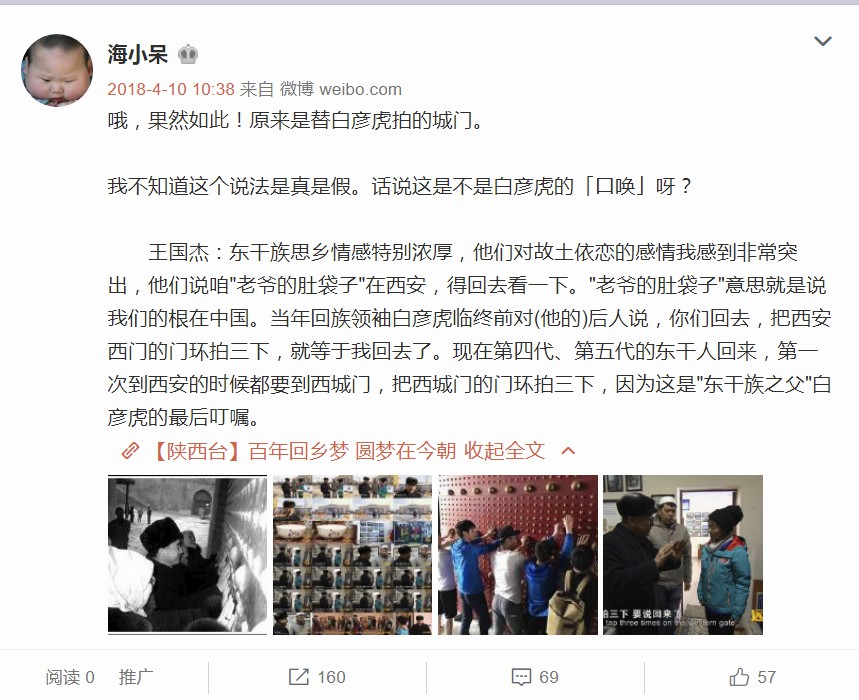 海小呆
2018-4-10 10:38 来自 微博 weibo.com
哦，果然如此！原来是替白彦虎拍的城门。
我不知道这个说法是真是假。话说这是不是白彦虎的「口唤」呀？
王国杰：东干族思乡情感特别浓厚，他们对故土依恋的感情我感到非常突
出，他们说咱"老爷的肚袋子"在西安，得回去看一下。"老爷的肚袋子"意思就是说
我们的根在中国。当年回族领袖白彦虎临终前对(他的)后人说，你们回去，把西安
西门的门环拍三下，就等于我回去了。现在第四代、第五代的东干人回来，第一
次到西安的时候都要到西城门，把西城门的门环拍三下，因为这是"东干族之父"白
彦虎的最后叮嘱。
【陕西台】百年回乡梦 圆梦在今朝 收起全文
拍三下 要说回来了
tap three times on the western gate
阅读 0 推广 160 69 57